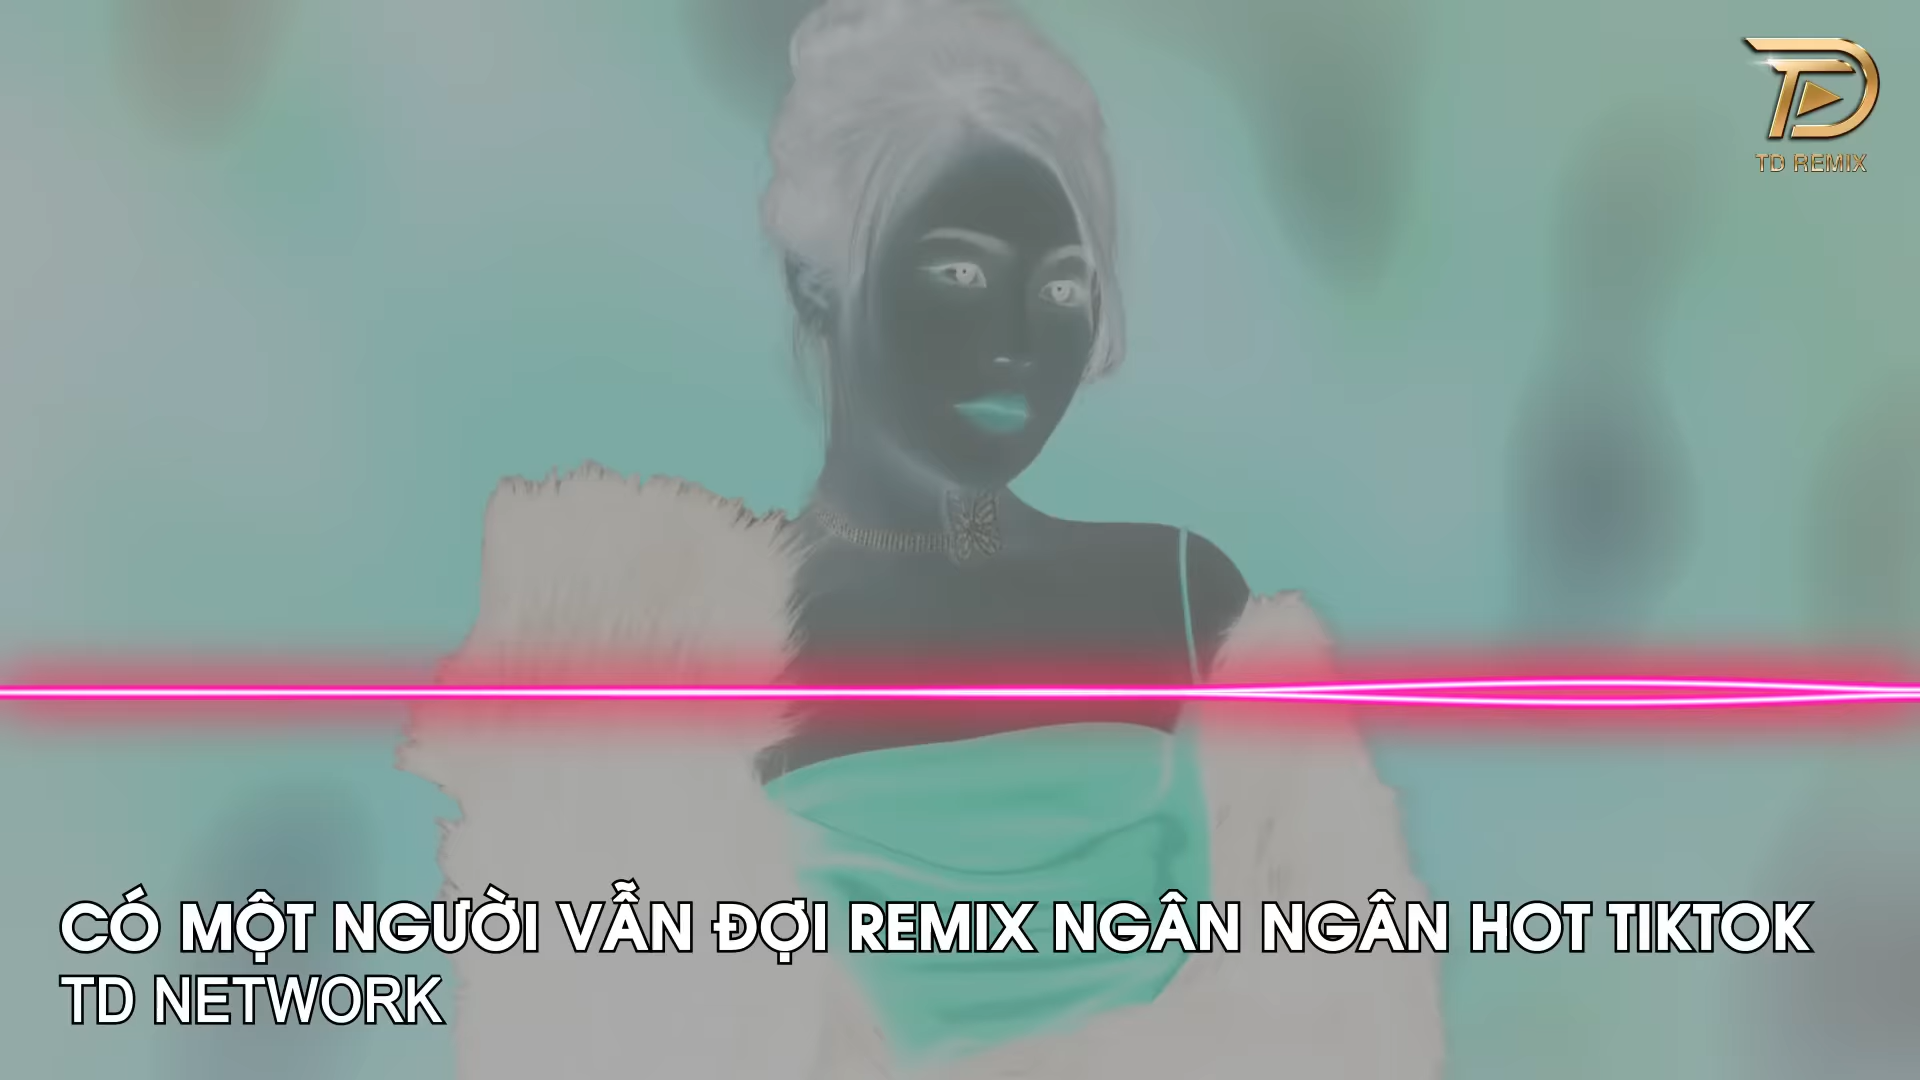 TD REMIX
CÓ MỘT NGƯỜI VẪN ĐỢI REMIX NGÂN NGÂN HOT TIKTOK
TD NETWORK